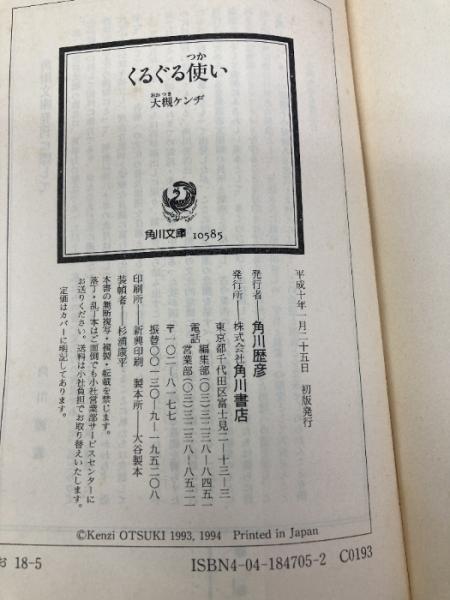 つか
くるぐる使い
おおつき
大槻ケンヂ
角川文庫 10585
平成十年一月二十五日 初版発行
発行者──角川歴彦
発行所──株式会社角川書店
東京都千代田区富士見二─十三─三
電話 編集部(〇三)三二三八─八四五一
営業部(〇三)三二三八─八五二一
〒一〇二─八一七七
振替〇〇一三〇─九─一九五二〇八
印刷所──新興印刷 製本所──大谷製本
装幀者──杉浦康平
本書の無断複写・複製・転載を禁じます。
落丁・乱丁本はご面倒でも小社営業部サービスセンターに
お送りください。送料は小社負担でお取り替えいたします。
定価はカバーに明記してあります。
©Kenzi OTSUKI 1993, 1994 Printed in Japan
お 18-5
ISBN4-04-184705-2 C0193